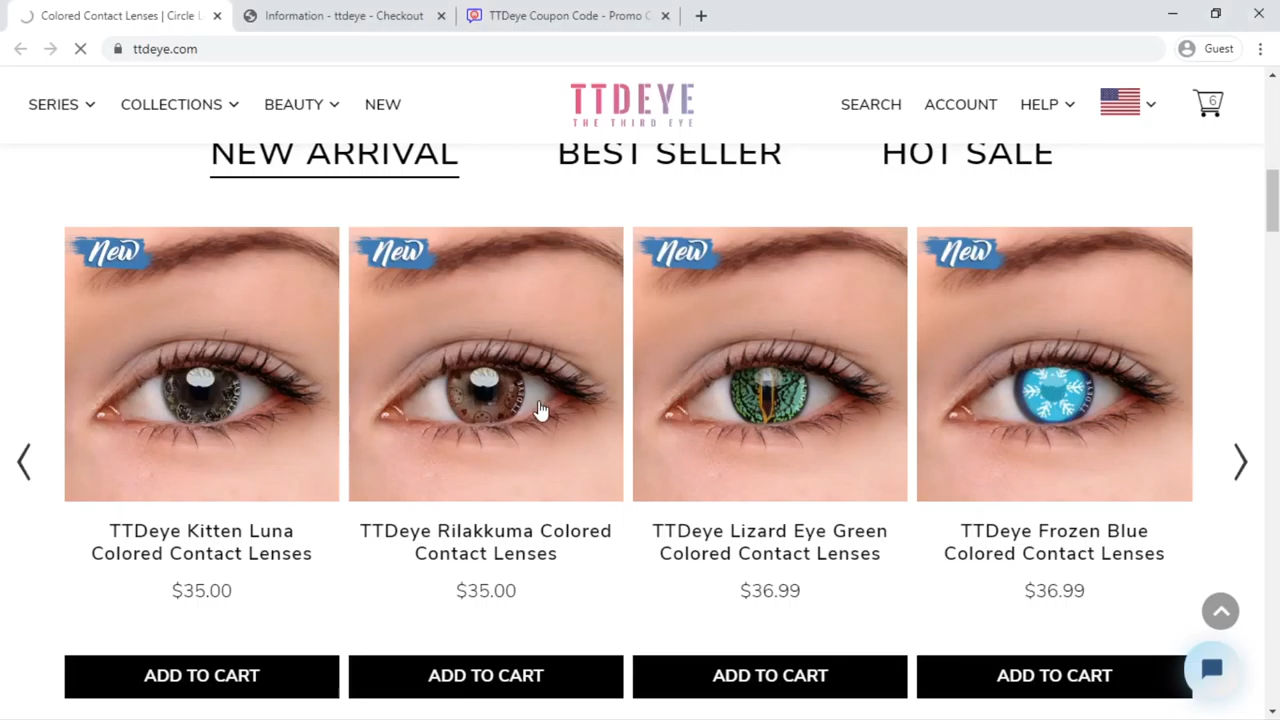 Colored Contact Lenses | Circle L
Information - ttdeye - Checkout
TTDeye Coupon Code - Promo C
ttdeye.com
Guest
SERIES
COLLECTIONS
BEAUTY
NEW
TTDEYE
THE THIRD EYE
SEARCH
ACCOUNT
HELP
6
NEW ARRIVAL
BEST SELLER
HOT SALE
New
New
New
New
TTDeye Kitten Luna
Colored Contact Lenses
$35.00
ADD TO CART
TTDeye Rilakkuma Colored
Contact Lenses
$35.00
ADD TO CART
TTDeye Lizard Eye Green
Colored Contact Lenses
$36.99
ADD TO CART
TTDeye Frozen Blue
Colored Contact Lenses
$36.99
ADD TO CART